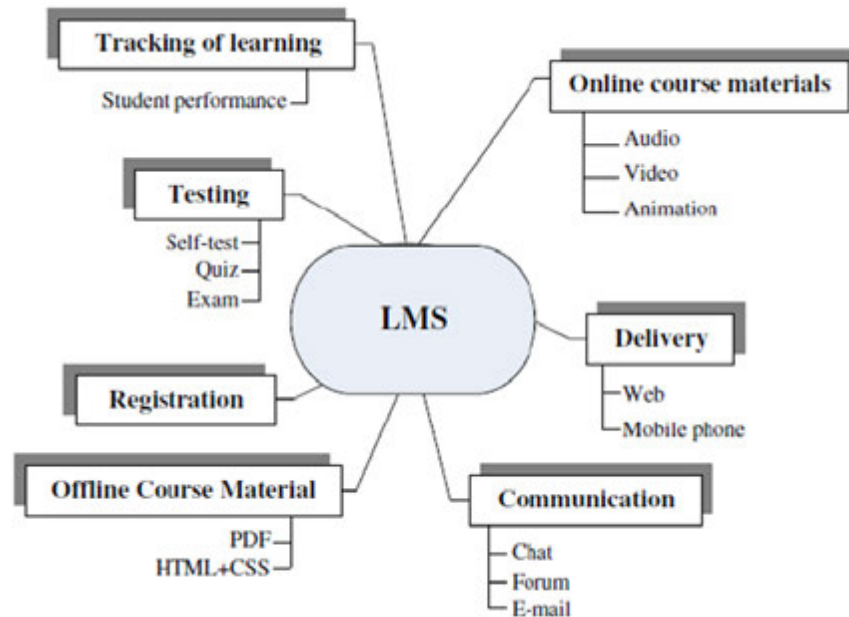 Tracking of learning
Student performance
Online course materials
Audio
Video
Animation
Testing
Self-test
Quiz
Exam
LMS
Delivery
Web
Mobile phone
Registration
Offline Course Material
PDF
HTML+CSS
Communication
Chat
Forum
E-mail